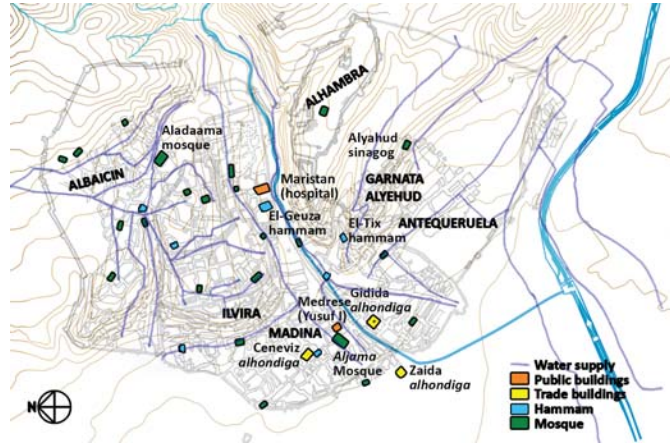 ALHAMBRA
Aladaama
mosque
Alyahud
sinagog
ALBAICIN
Maristan
(hospital)
GARNATA
ALYEHUD
El-Geuza
hammam
El-Tix
hammam
ANTEQUERUELA
Gidida
alhondiga
Medrese
(Yusuf I)
ILVIRA
MADINA
Ceneviz
alhondiga
Aljama
Mosque
Zaida
alhondiga
N
Water supply
Public buildings
Trade buildings
Hammam
Mosque